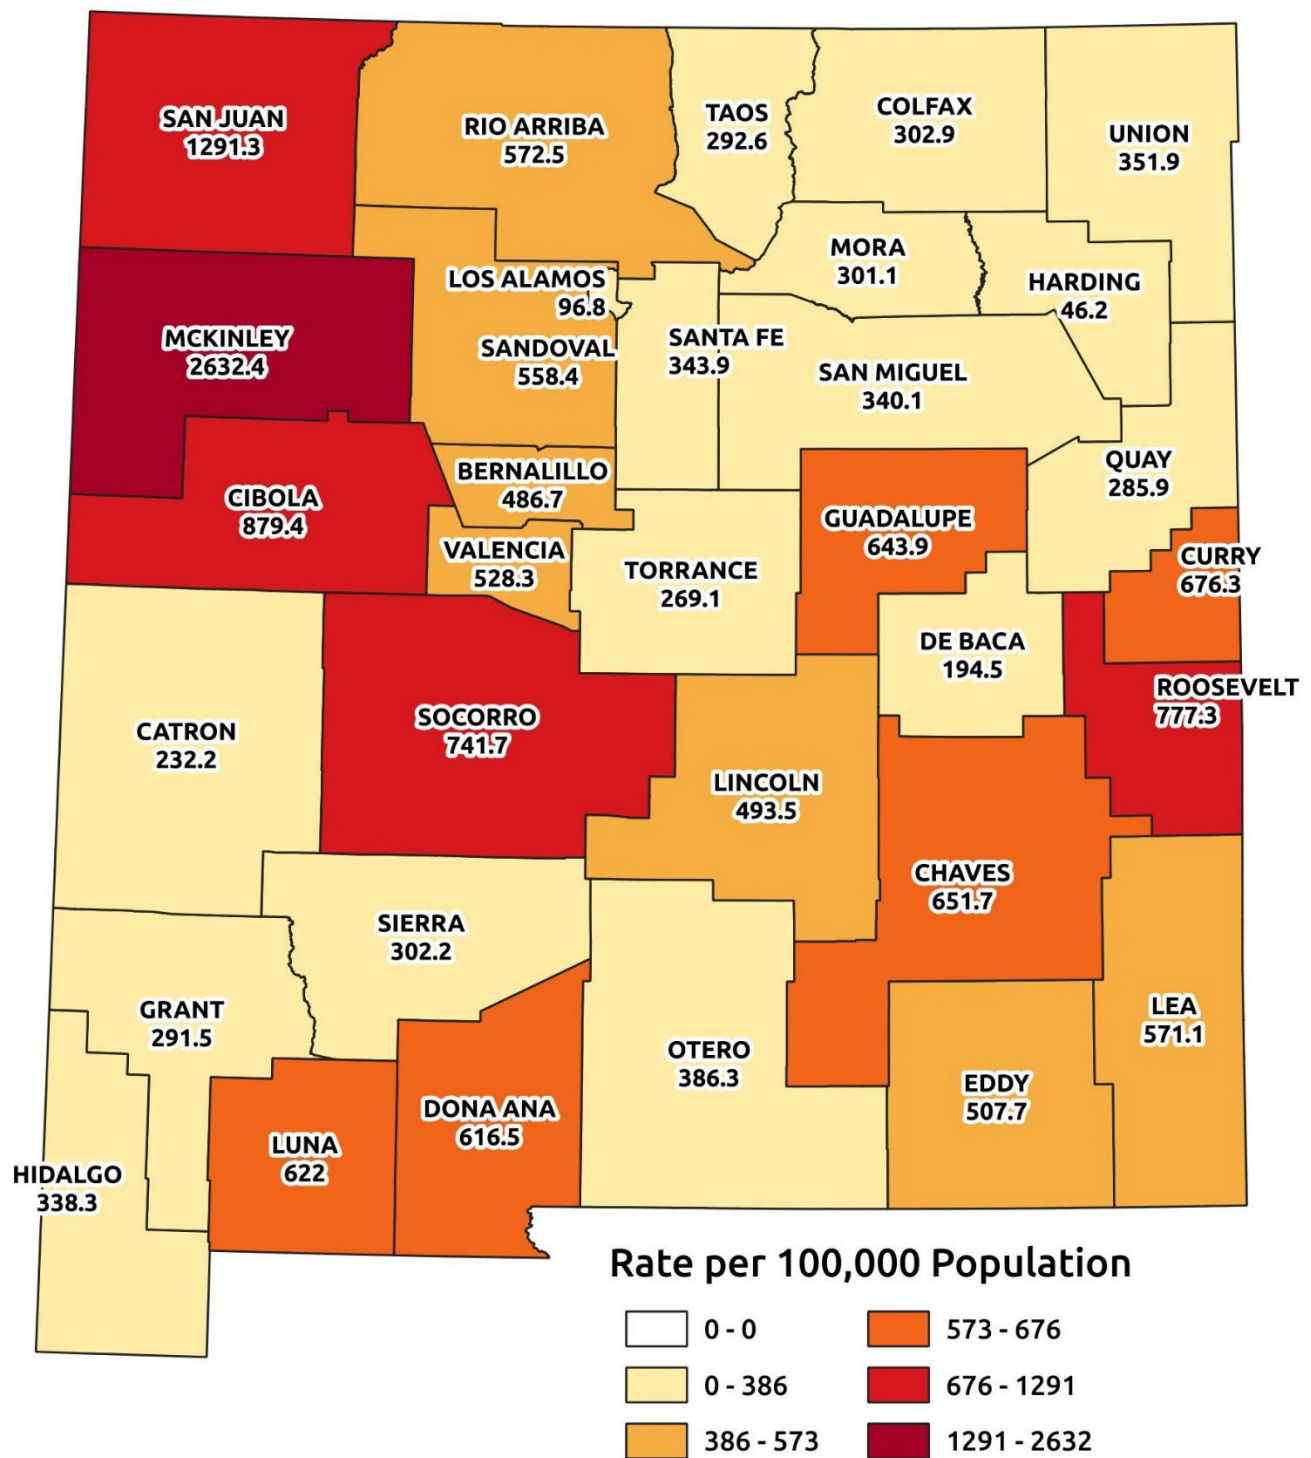 SAN JUAN
1291.3
RIO ARRIBA
572.5
TAOS
292.6
COLFAX
302.9
UNION
351.9
MORA
301.1
HARDING
46.2
LOS ALAMOS
96.8
SANDOVAL
558.4
SANTA FE
343.9
SAN MIGUEL
340.1
MCKINLEY
2632.4
CIBOLA
879.4
BERNALILLO
486.7
VALENCIA
528.3
TORRANCE
269.1
GUADALUPE
643.9
QUAY
285.9
CURRY
676.3
DE BACA
194.5
ROOSEVELT
777.3
CATRON
232.2
SOCORRO
741.7
LINCOLN
493.5
CHAVES
651.7
SIERRA
302.2
GRANT
291.5
OTERO
386.3
LEA
571.1
EDDY
507.7
DONA ANA
616.5
LUNA
622
HIDALGO
338.3
Rate per 100,000 Population
0 - 0
0 - 386
386 - 573
573 - 676
676 - 1291
1291 - 2632